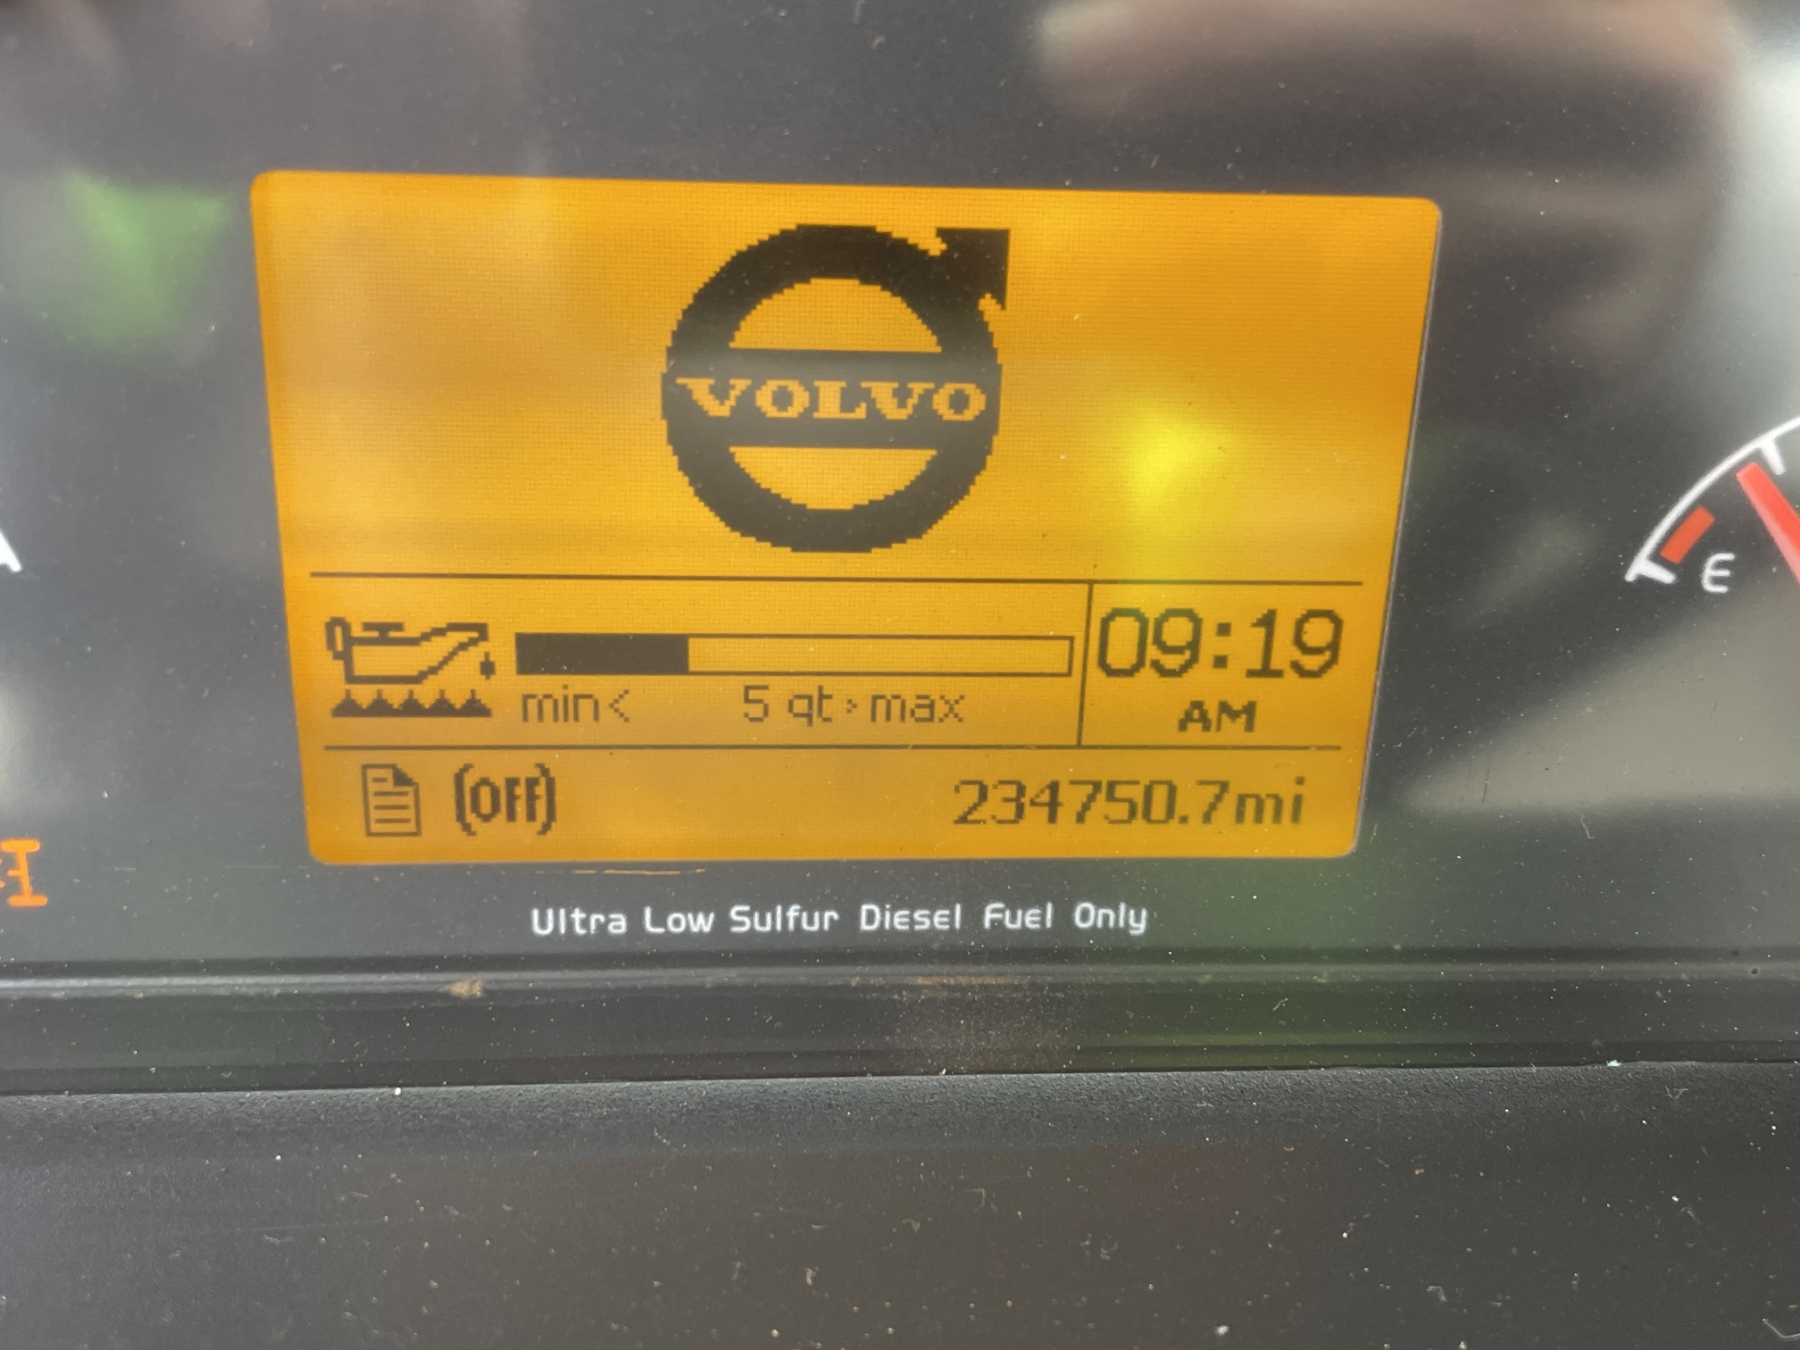 VOLVO
E
min< 5 qt › max
09:19
AM
(OFF)
234750.7mi
Ultra Low Sulfur Diesel Fuel Only